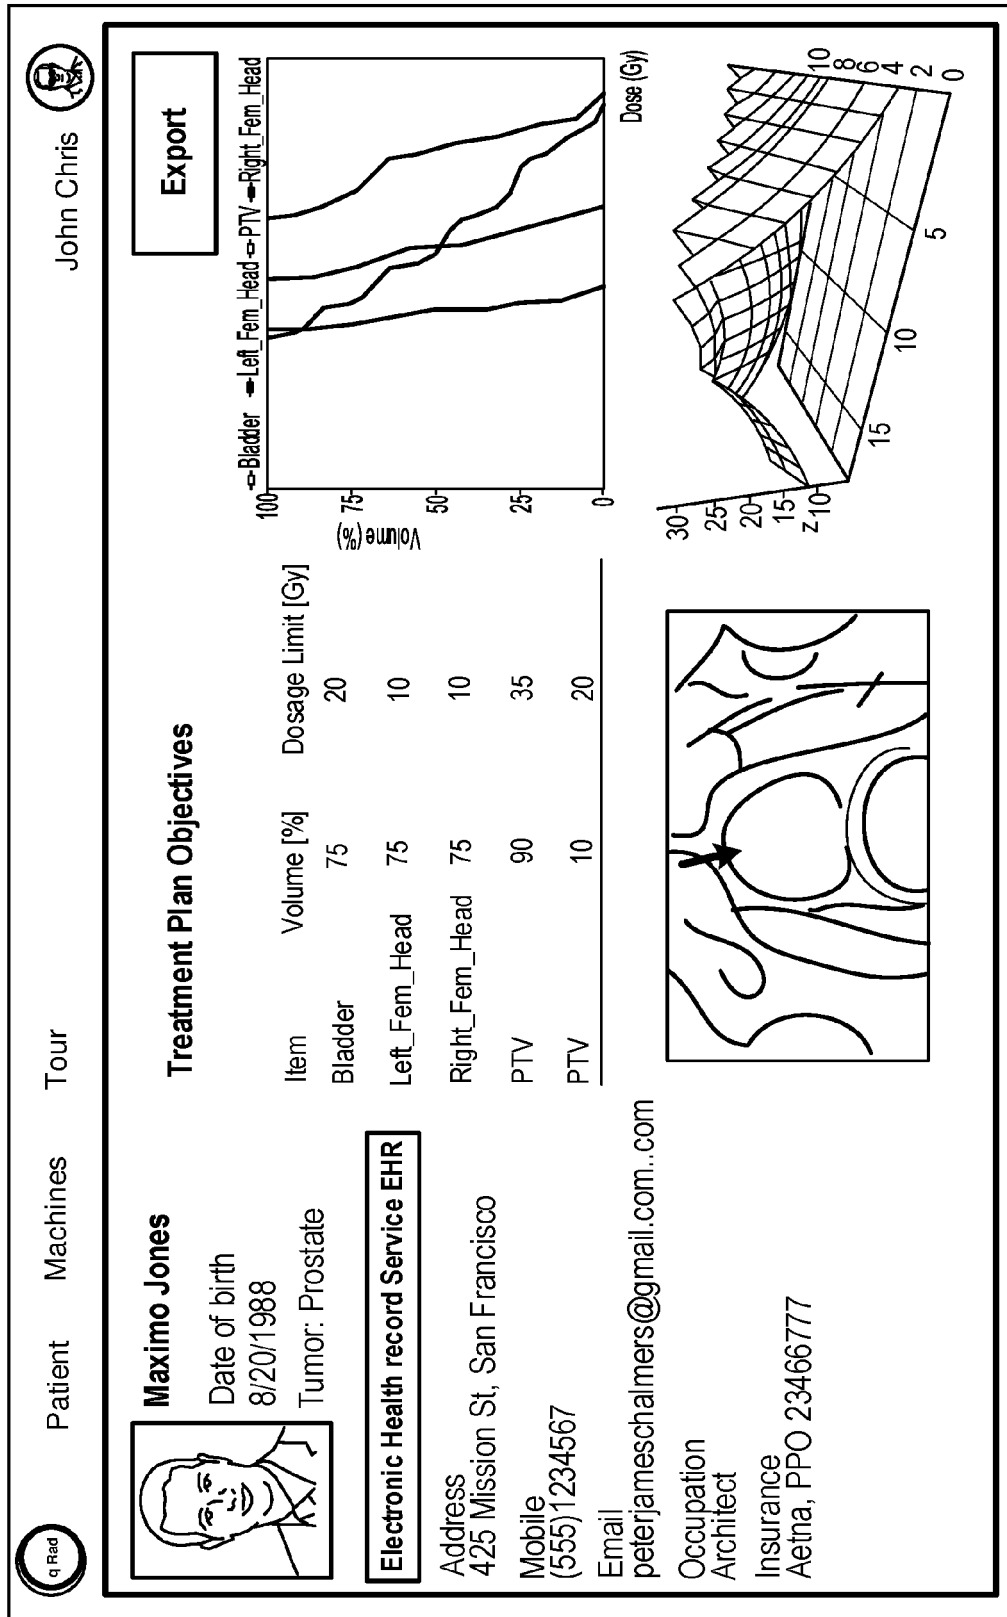 q Rad
Patient
Machines
Tour
John Chris
Maximo Jones
Date of birth
8/20/1988
Tumor: Prostate
Electronic Health record Service EHR
Address
425 Mission St, San Francisco
Mobile
(555)1234567
Email
peterjameschalmers@gmail.com..com
Occupation
Architect
Insurance
Aetna, PPO 23466777
Treatment Plan Objectives
Item Volume [%] Dosage Limit [Gy]
Bladder 75 20
Left_Fem_Head 75 10
Right_Fem_Head 75 10
PTV 90 35
PTV 10 20
Export
Bladder Left_Fem_Head PTV Right_Fem_Head
100
75
50
25
0
Volume (%)
Dose (Gy)
30
25
20
15
z 10
15
10
5
0
2
4
6
8
10